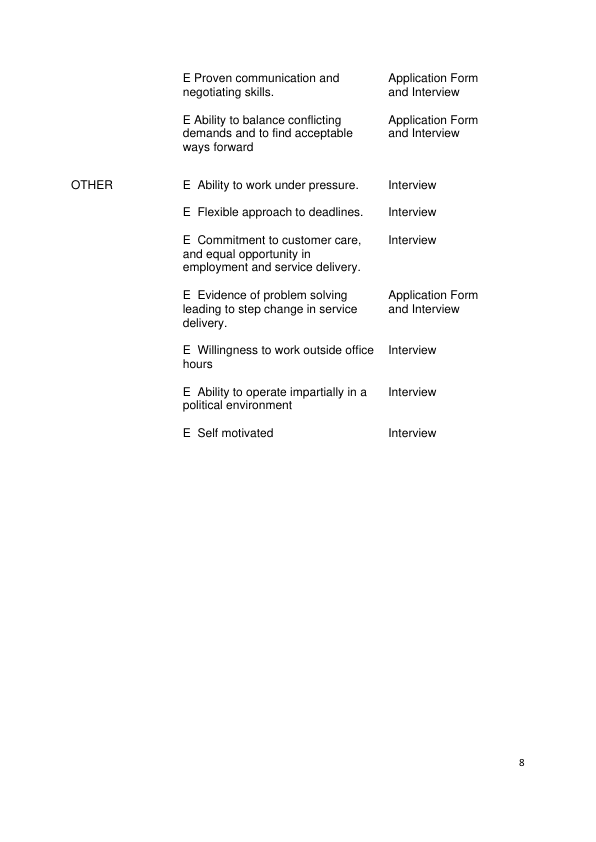 E Proven communication and negotiating skills.
Application Form and Interview
E Ability to balance conflicting demands and to find acceptable ways forward
Application Form and Interview
OTHER
E  Ability to work under pressure.
Interview
E  Flexible approach to deadlines.
Interview
E  Commitment to customer care,
and equal opportunity in
employment and service delivery.
Interview
E  Evidence of problem solving
leading to step change in service
delivery.
Application Form
and Interview
E  Willingness to work outside office
hours
Interview
E  Ability to operate impartially in a
political environment
Interview
E  Self motivated
Interview
8